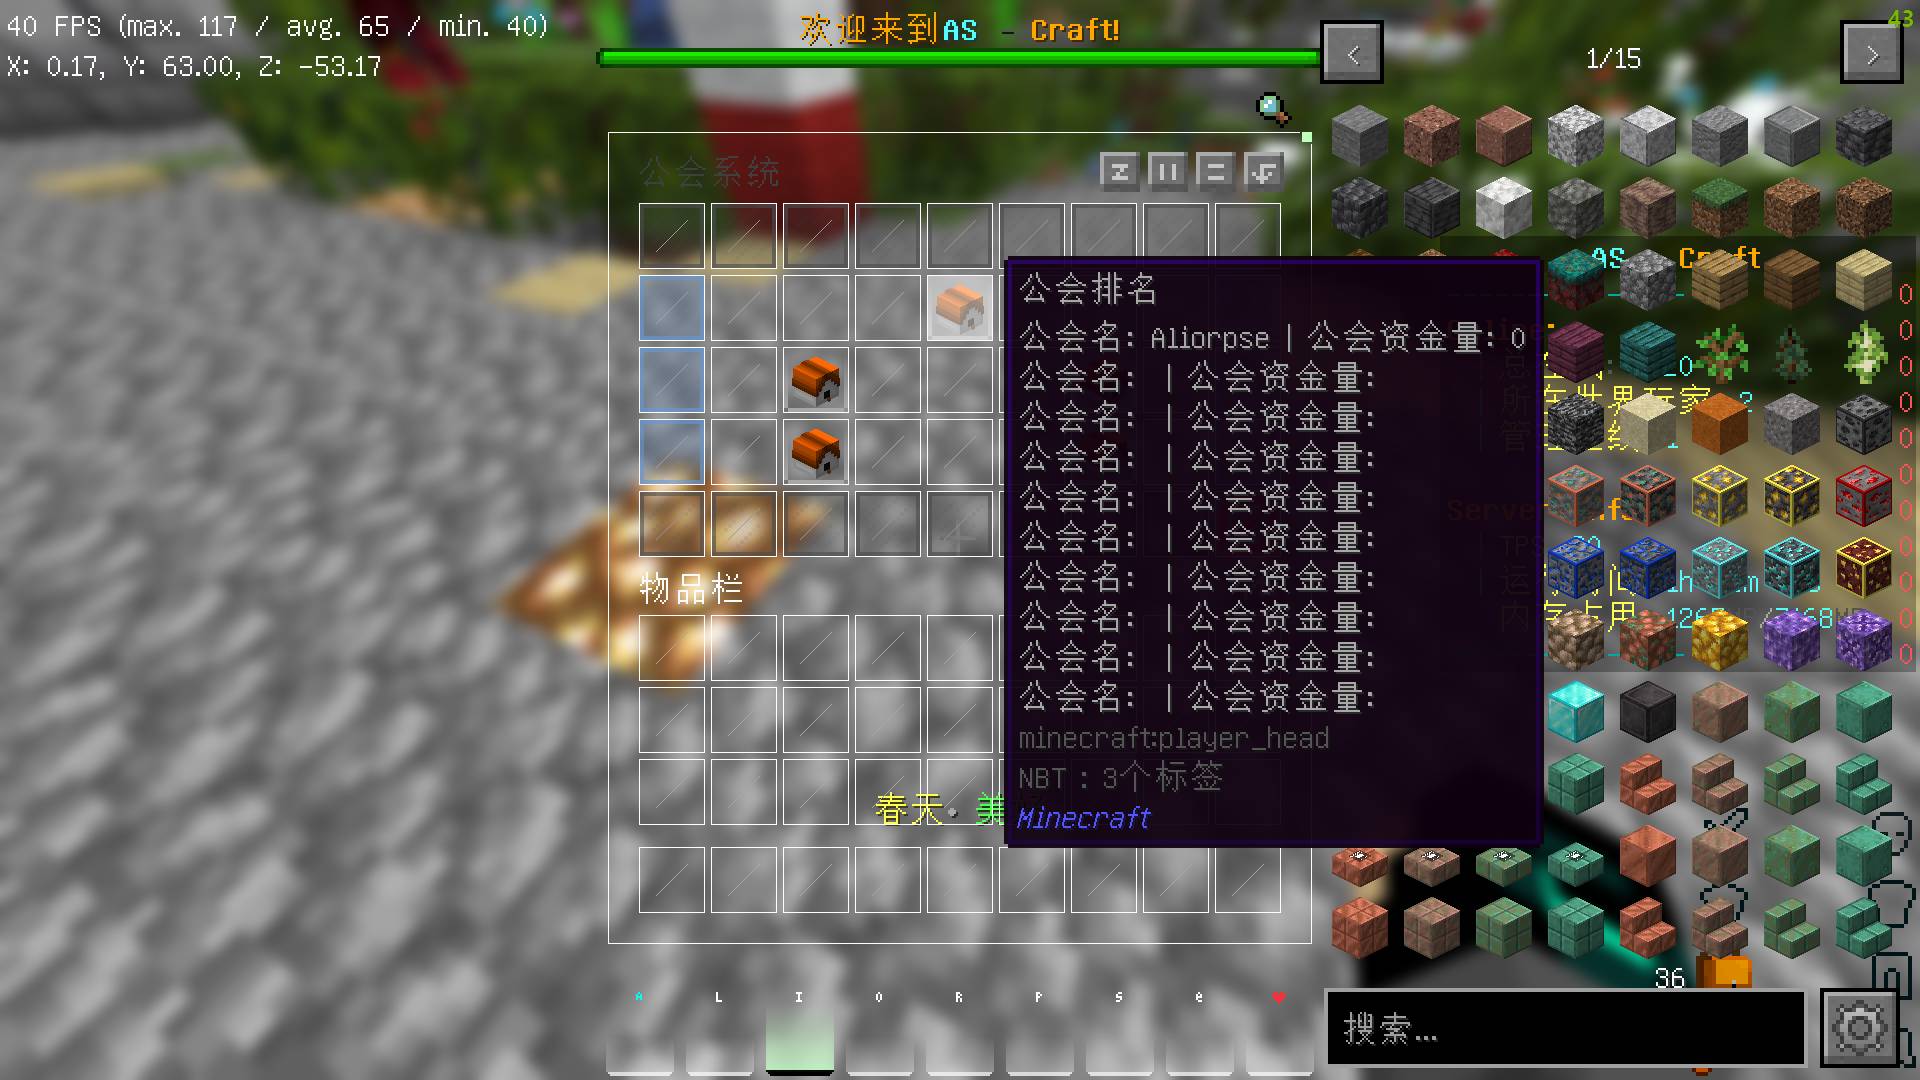 40 FPS (max. 117 / avg. 65 / min. 40)
X: 0.17, Y: 63.00, Z: -53.17
欢迎来到AS - Craft!
43
1/15
公会系统
公会排名
公会名: Aliorpse | 公会资金量: 0
公会名: | 公会资金量:
公会名: | 公会资金量:
公会名: | 公会资金量:
公会名: | 公会资金量:
公会名: | 公会资金量:
公会名: | 公会资金量:
公会名: | 公会资金量:
公会名: | 公会资金量:
公会名: | 公会资金量:
minecraft:player_head
NBT : 3个标签
Minecraft
物品栏
春天· 美
A L I O R P S e ❤
36
搜索...